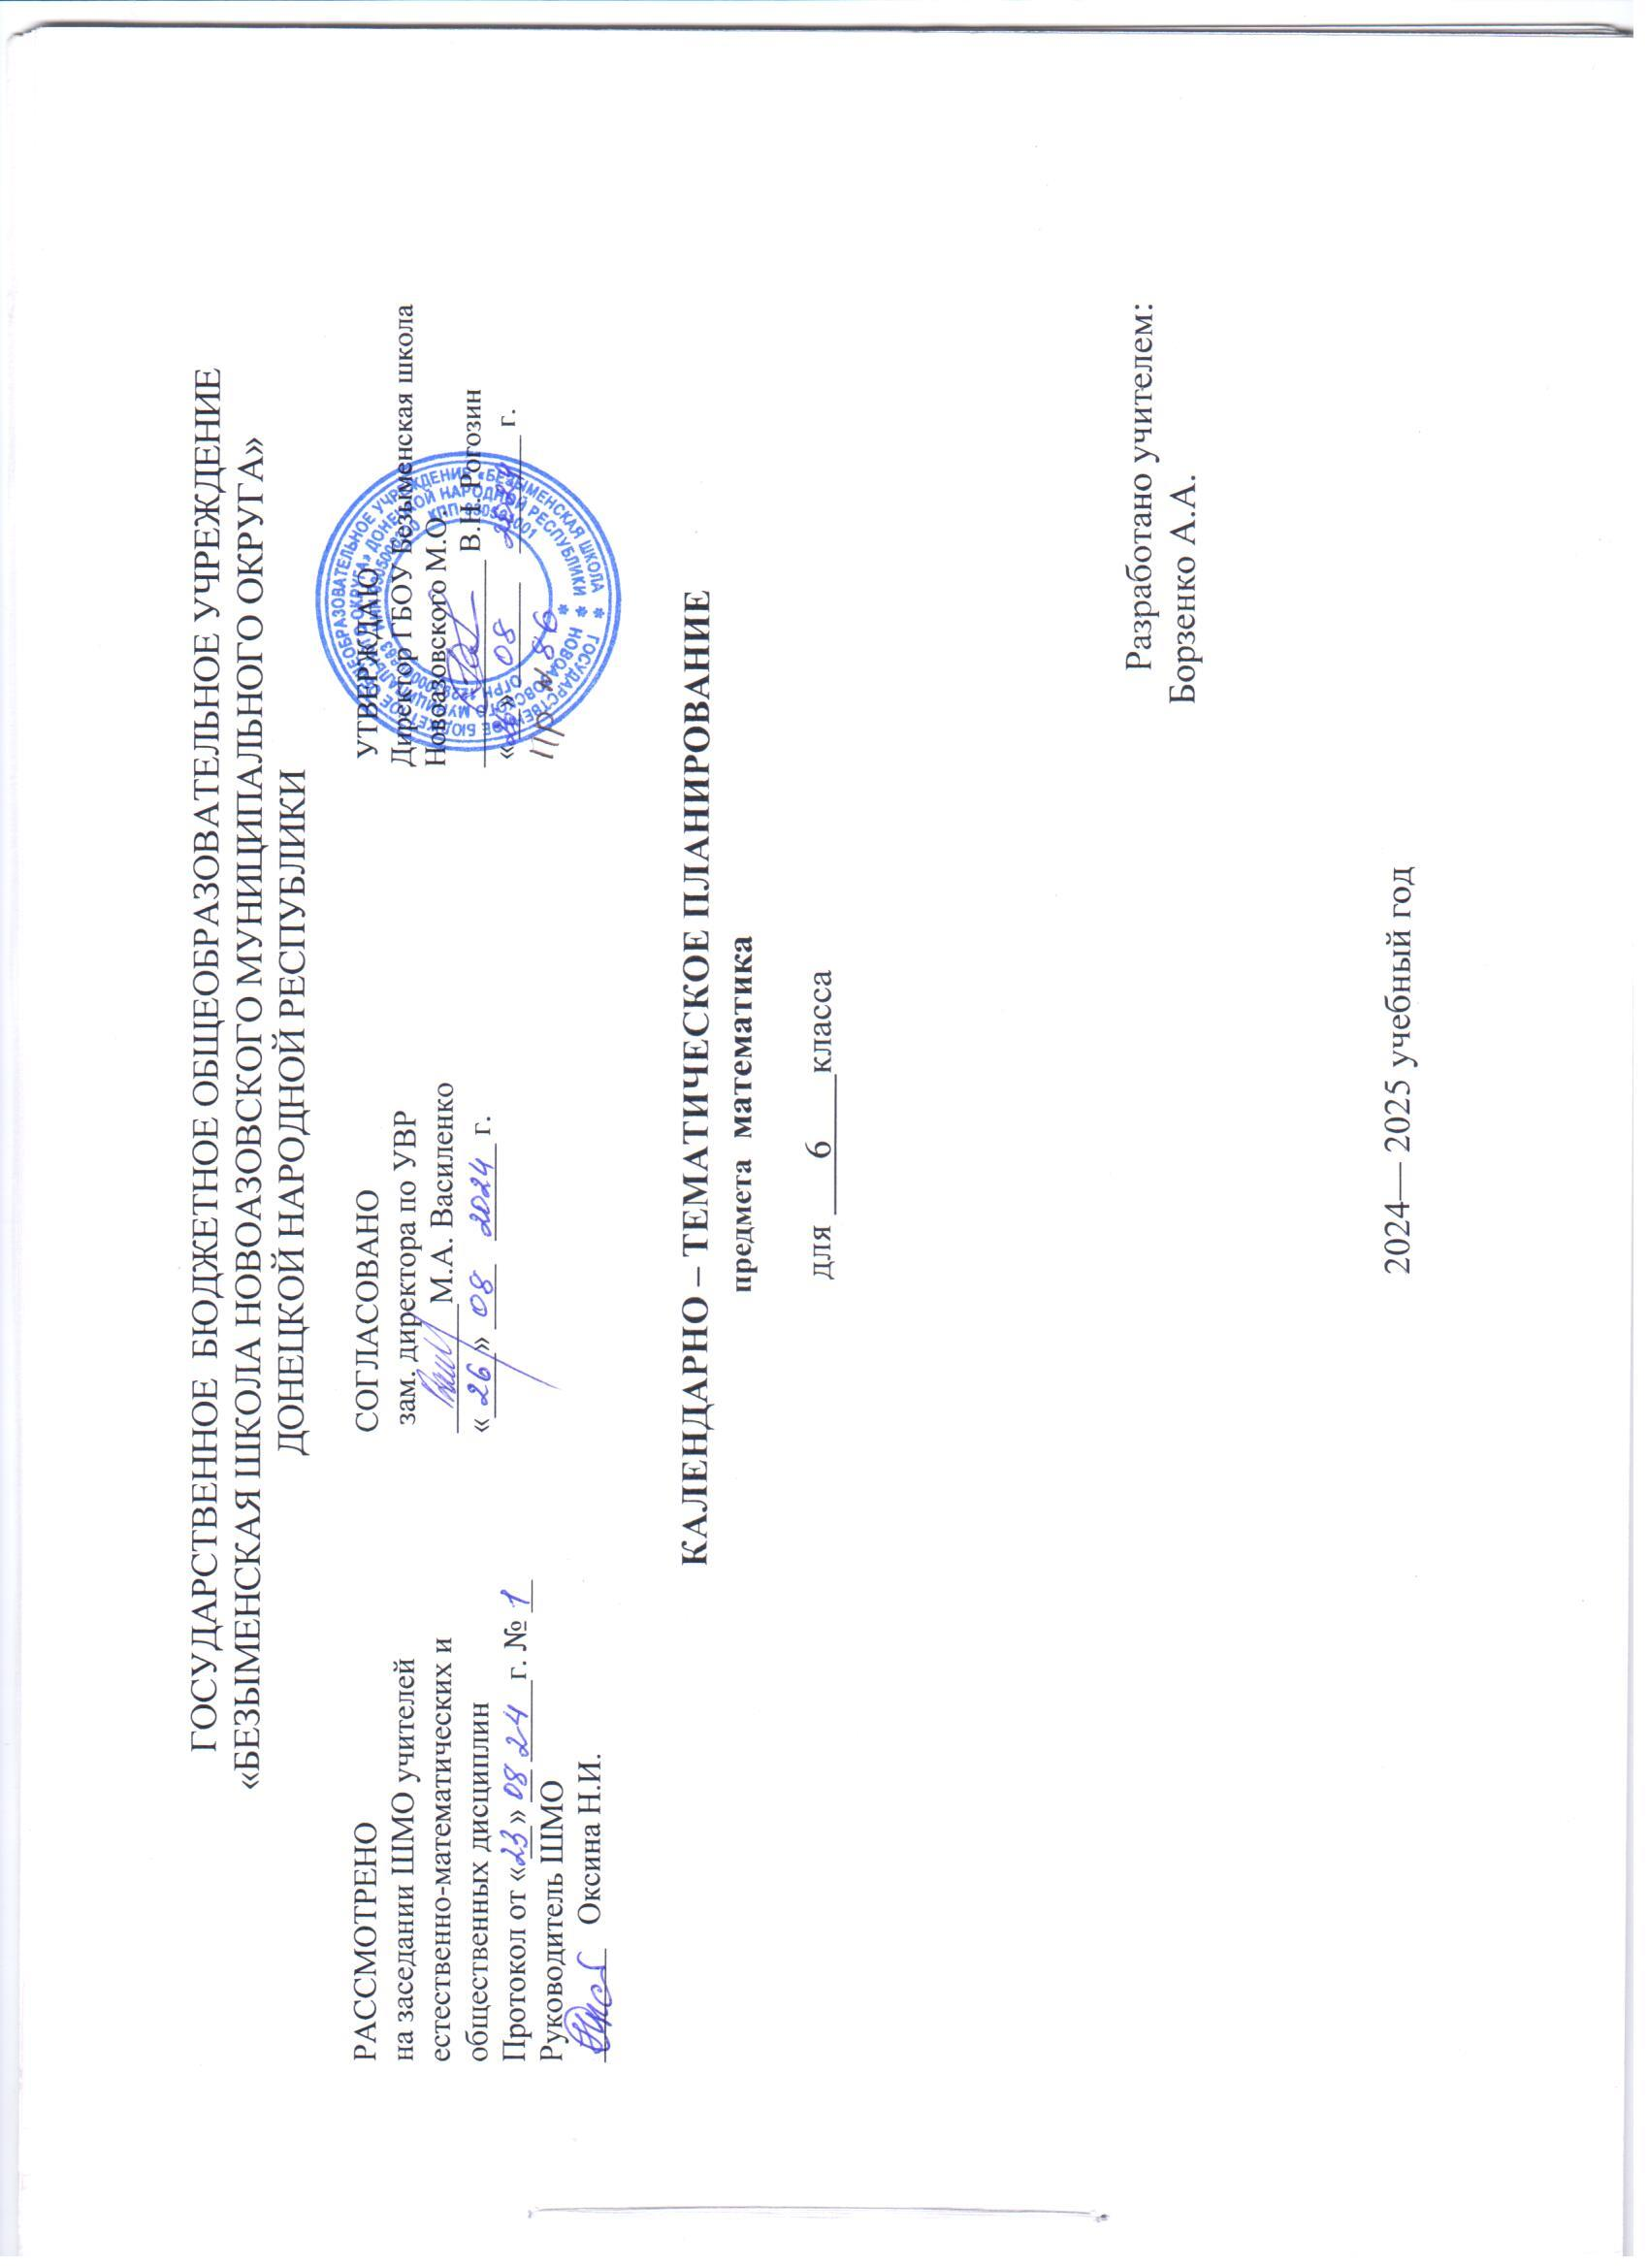 ГОСУДАРСТВЕННОЕ БЮДЖЕТНОЕ ОБЩЕОБРАЗОВАТЕЛЬНОЕ УЧРЕЖДЕНИЕ
«БЕЗЫМЕНСКАЯ ШКОЛА НОВОАЗОВСКОГО МУНИЦИПАЛЬНОГО ОКРУГА»
ДОНЕЦКОЙ НАРОДНОЙ РЕСПУБЛИКИ
РАССМОТРЕНО
на заседании ШМО учителей
естественно-математических и
общественных дисциплин
Протокол от «23» 08 24 г. № 1
Руководитель ШМО
Оксина Н.И.
СОГЛАСОВАНО
зам. директора по УВР
М.А. Василенко
«26» 08 2024 г.
УТВЕРЖДАЮ
Директор ГБОУ Безыменская школа
Новоазовского М.О.
В.Н. Рогозин
« » 08 г.
пр № 86
КАЛЕНДАРНО – ТЕМАТИЧЕСКОЕ ПЛАНИРОВАНИЕ
предмета математика
для 6 класса
Разработано учителем:
Борзенко А.А.
2024— 2025 учебный год